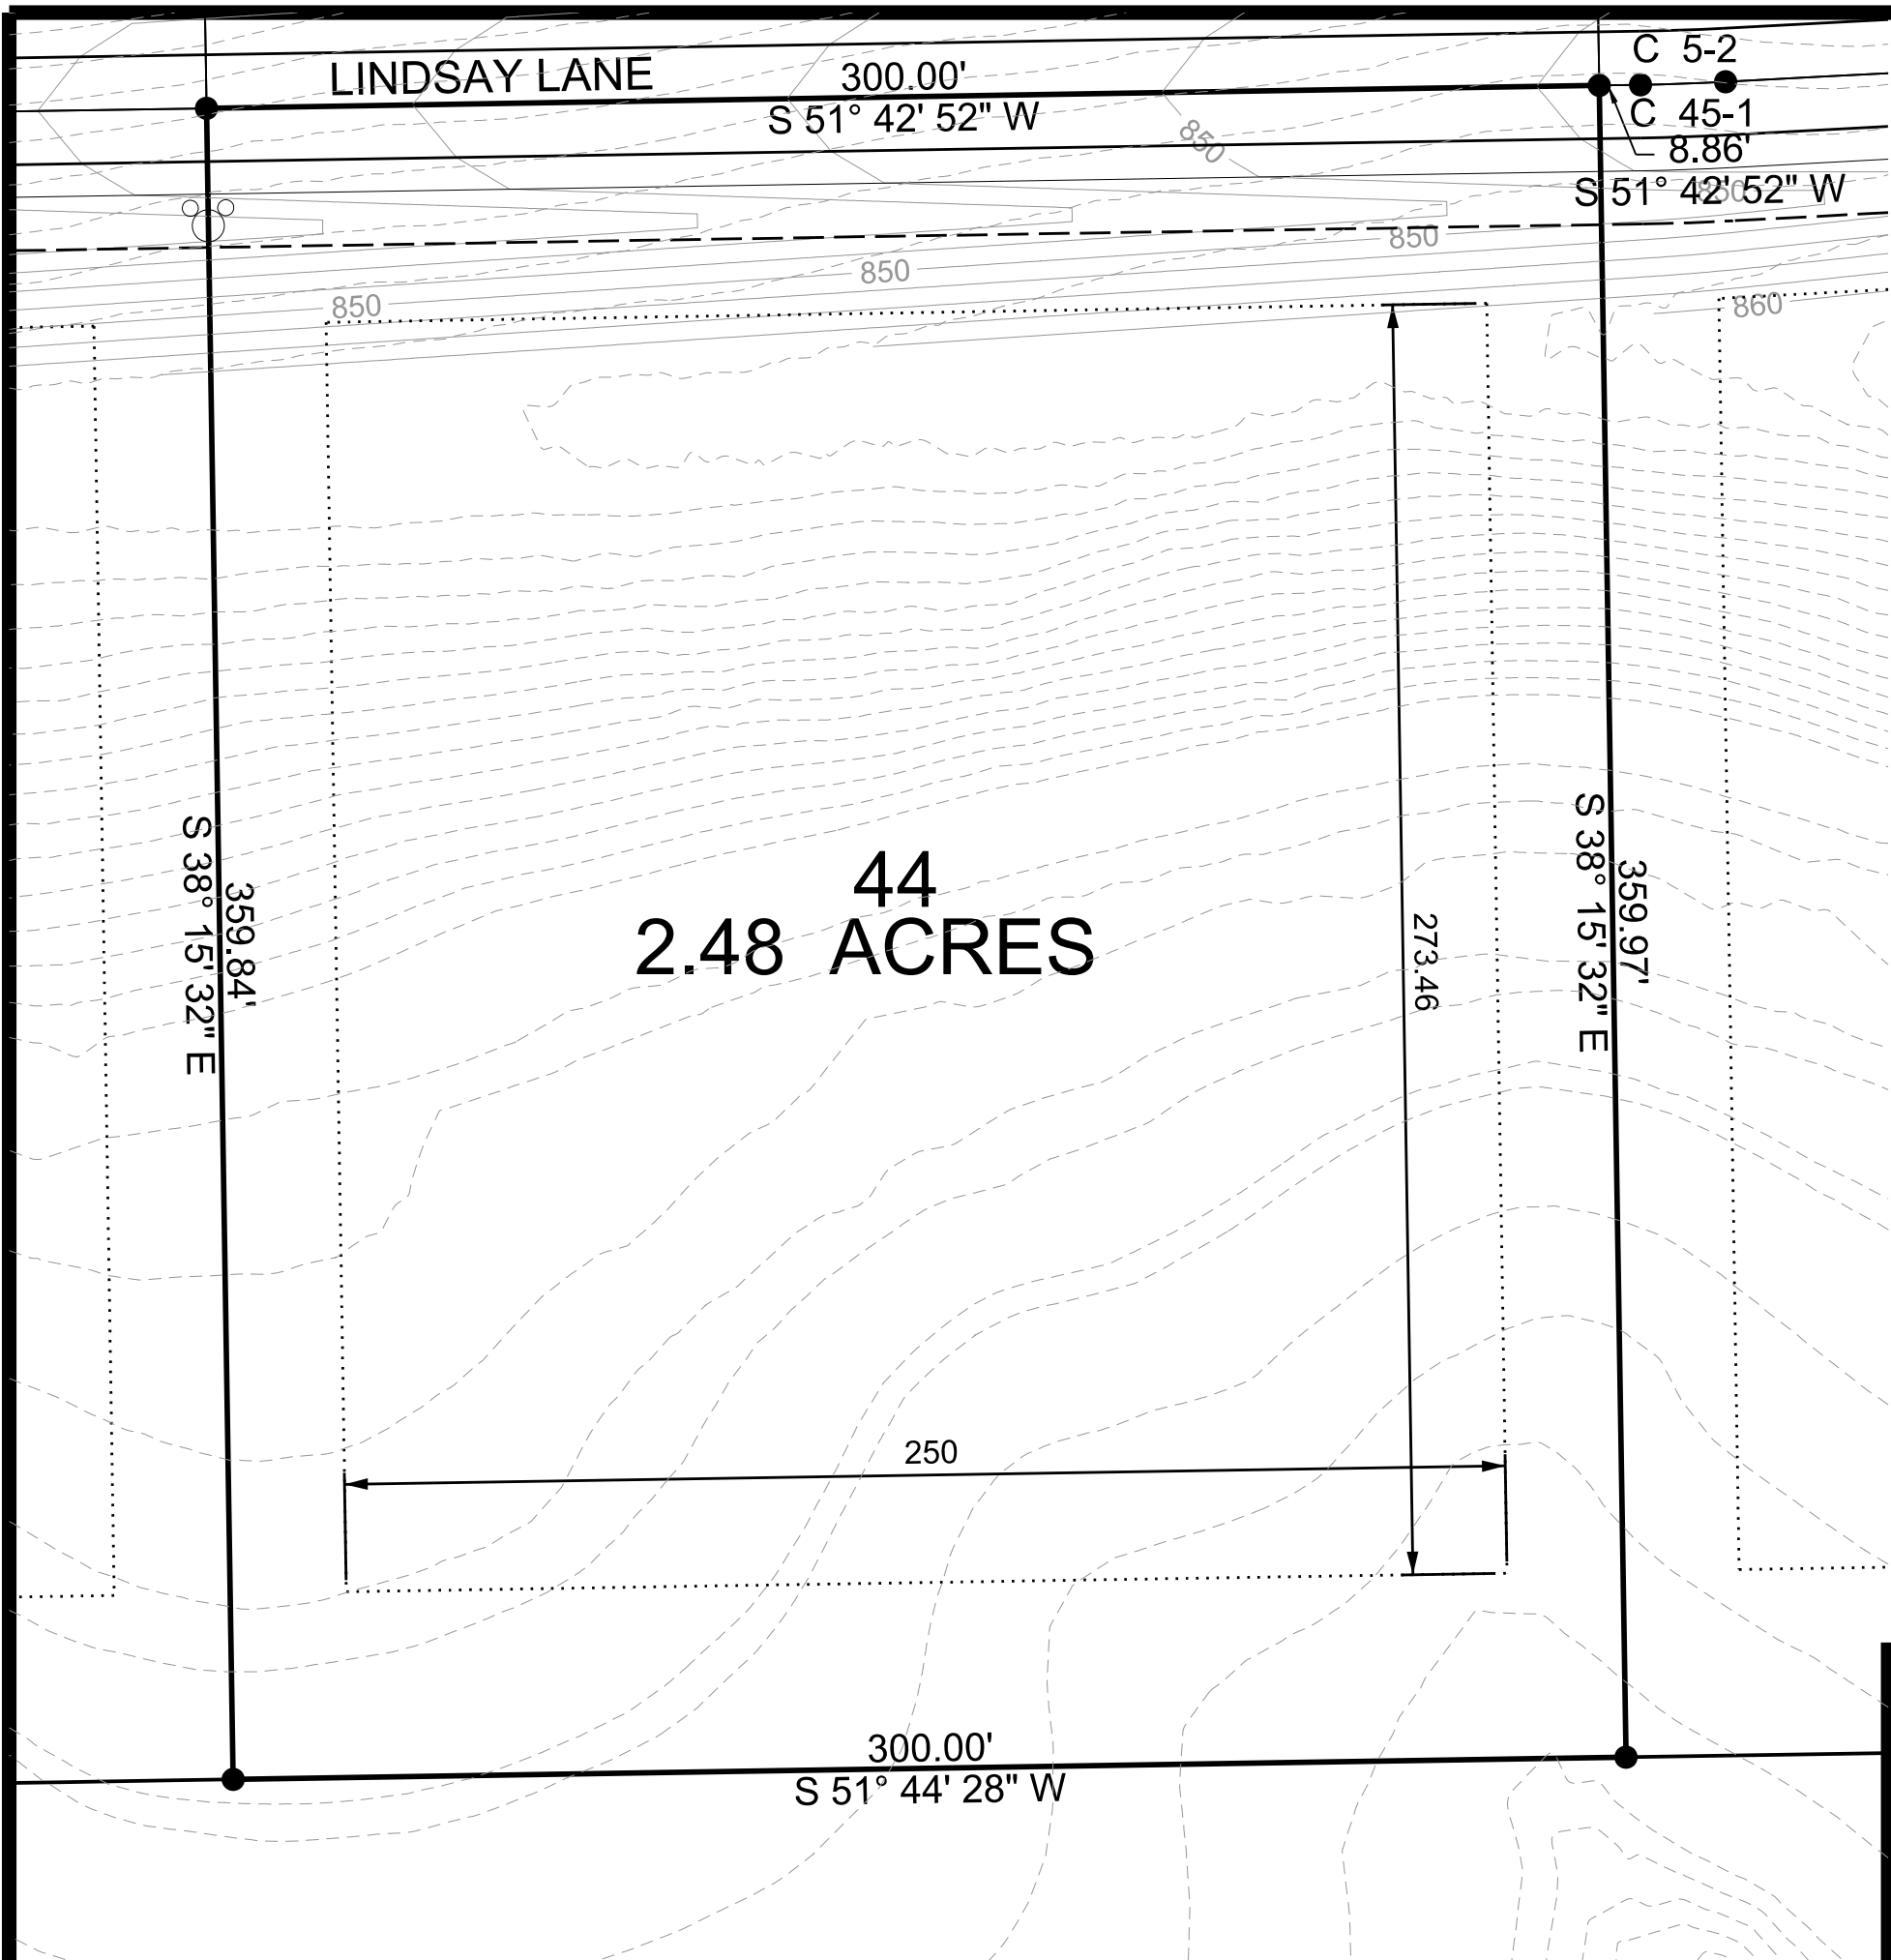 C 5-2
LINDSAY LANE
300.00'
S 51° 42' 52" W
C 45-1
8.86'
S 51° 42' 52" W
850
850
850
850
850
860
S 38° 15' 32" E
359.84'
44
2.48 ACRES
273.46
S 38° 15' 32" E
359.97'
250
300.00'
S 51° 44' 28" W